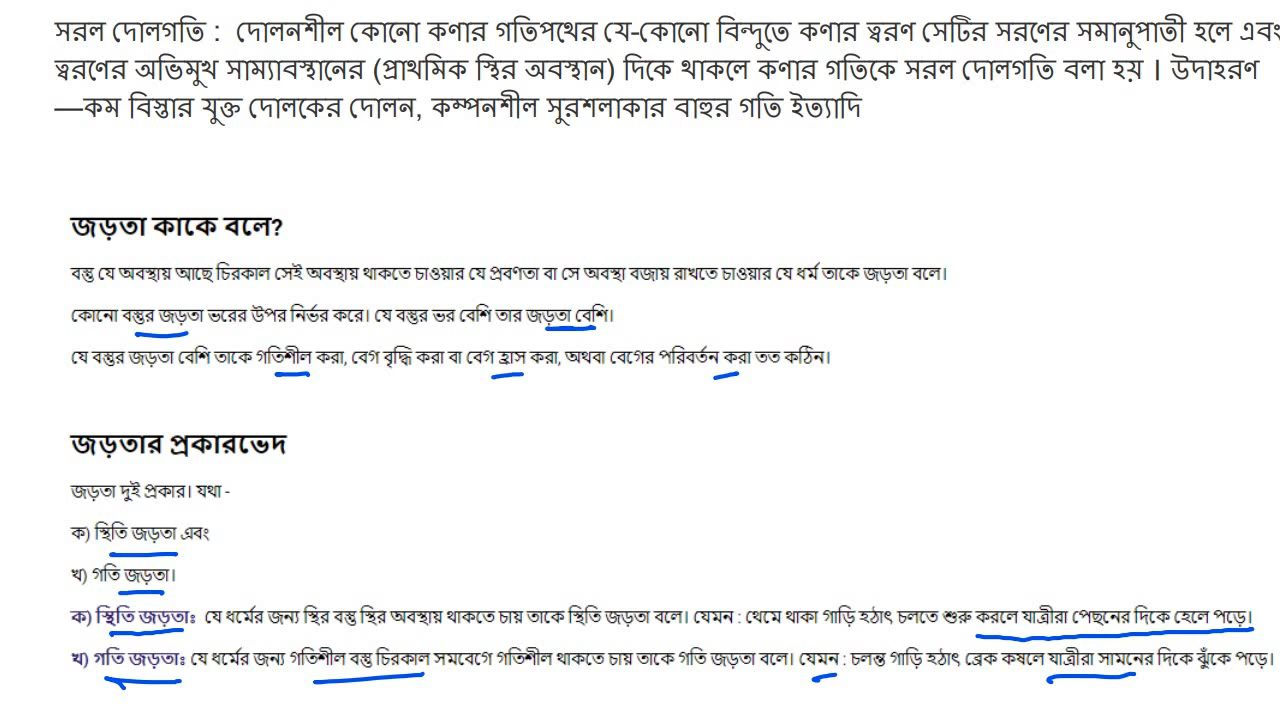 সরল দোলগতি : দোলনশীল কোনো কণার গতিপথের যে-কোনো বিন্দুতে কণার ত্বরণ সেটির সরণের সমানুপাতী হলে এবং
ত্বরণের অভিমুখ সাম্যাবস্থানের (প্রাথমিক স্থির অবস্থান) দিকে থাকলে কণার গতিকে সরল দোলগতি বলা হয় । উদাহরণ
—কম বিস্তার যুক্ত দোলকের দোলন, কম্পনশীল সুরশলাকার বাহুর গতি ইত্যাদি
জড়তা কাকে বলে?
বস্তু যে অবস্থায় আছে চিরকাল সেই অবস্থায় থাকতে চাওয়ার যে প্রবণতা বা সে অবস্থা বজায় রাখতে চাওয়ার যে ধর্ম তাকে জড়তা বলে।
কোনো বস্তুর জড়তা ভরের উপর নির্ভর করে। যে বস্তুর ভর বেশি তার জড়তা বেশি।
যে বস্তুর জড়তা বেশি তাকে গতিশীল করা, বেগ বৃদ্ধি করা বা বেগ হ্রাস করা, অথবা বেগের পরিবর্তন করা তত কঠিন।
জড়তার প্রকারভেদ
জড়তা দুই প্রকার। যথা -
ক) স্থিতি জড়তা এবং
খ) গতি জড়তা।
ক) স্থিতি জড়তাঃ যে ধর্মের জন্য স্থির বস্তু স্থির অবস্থায় থাকতে চায় তাকে স্থিতি জড়তা বলে। যেমন : থেমে থাকা গাড়ি হঠাৎ চলতে শুরু করলে যাত্রীরা পেছনের দিকে হেলে পড়ে।
খ) গতি জড়তাঃ যে ধর্মের জন্য গতিশীল বস্তু চিরকাল সমবেগে গতিশীল থাকতে চায় তাকে গতি জড়তা বলে। যেমন : চলন্ত গাড়ি হঠাৎ ব্রেক কষলে যাত্রীরা সামনের দিকে ঝুঁকে পড়ে।